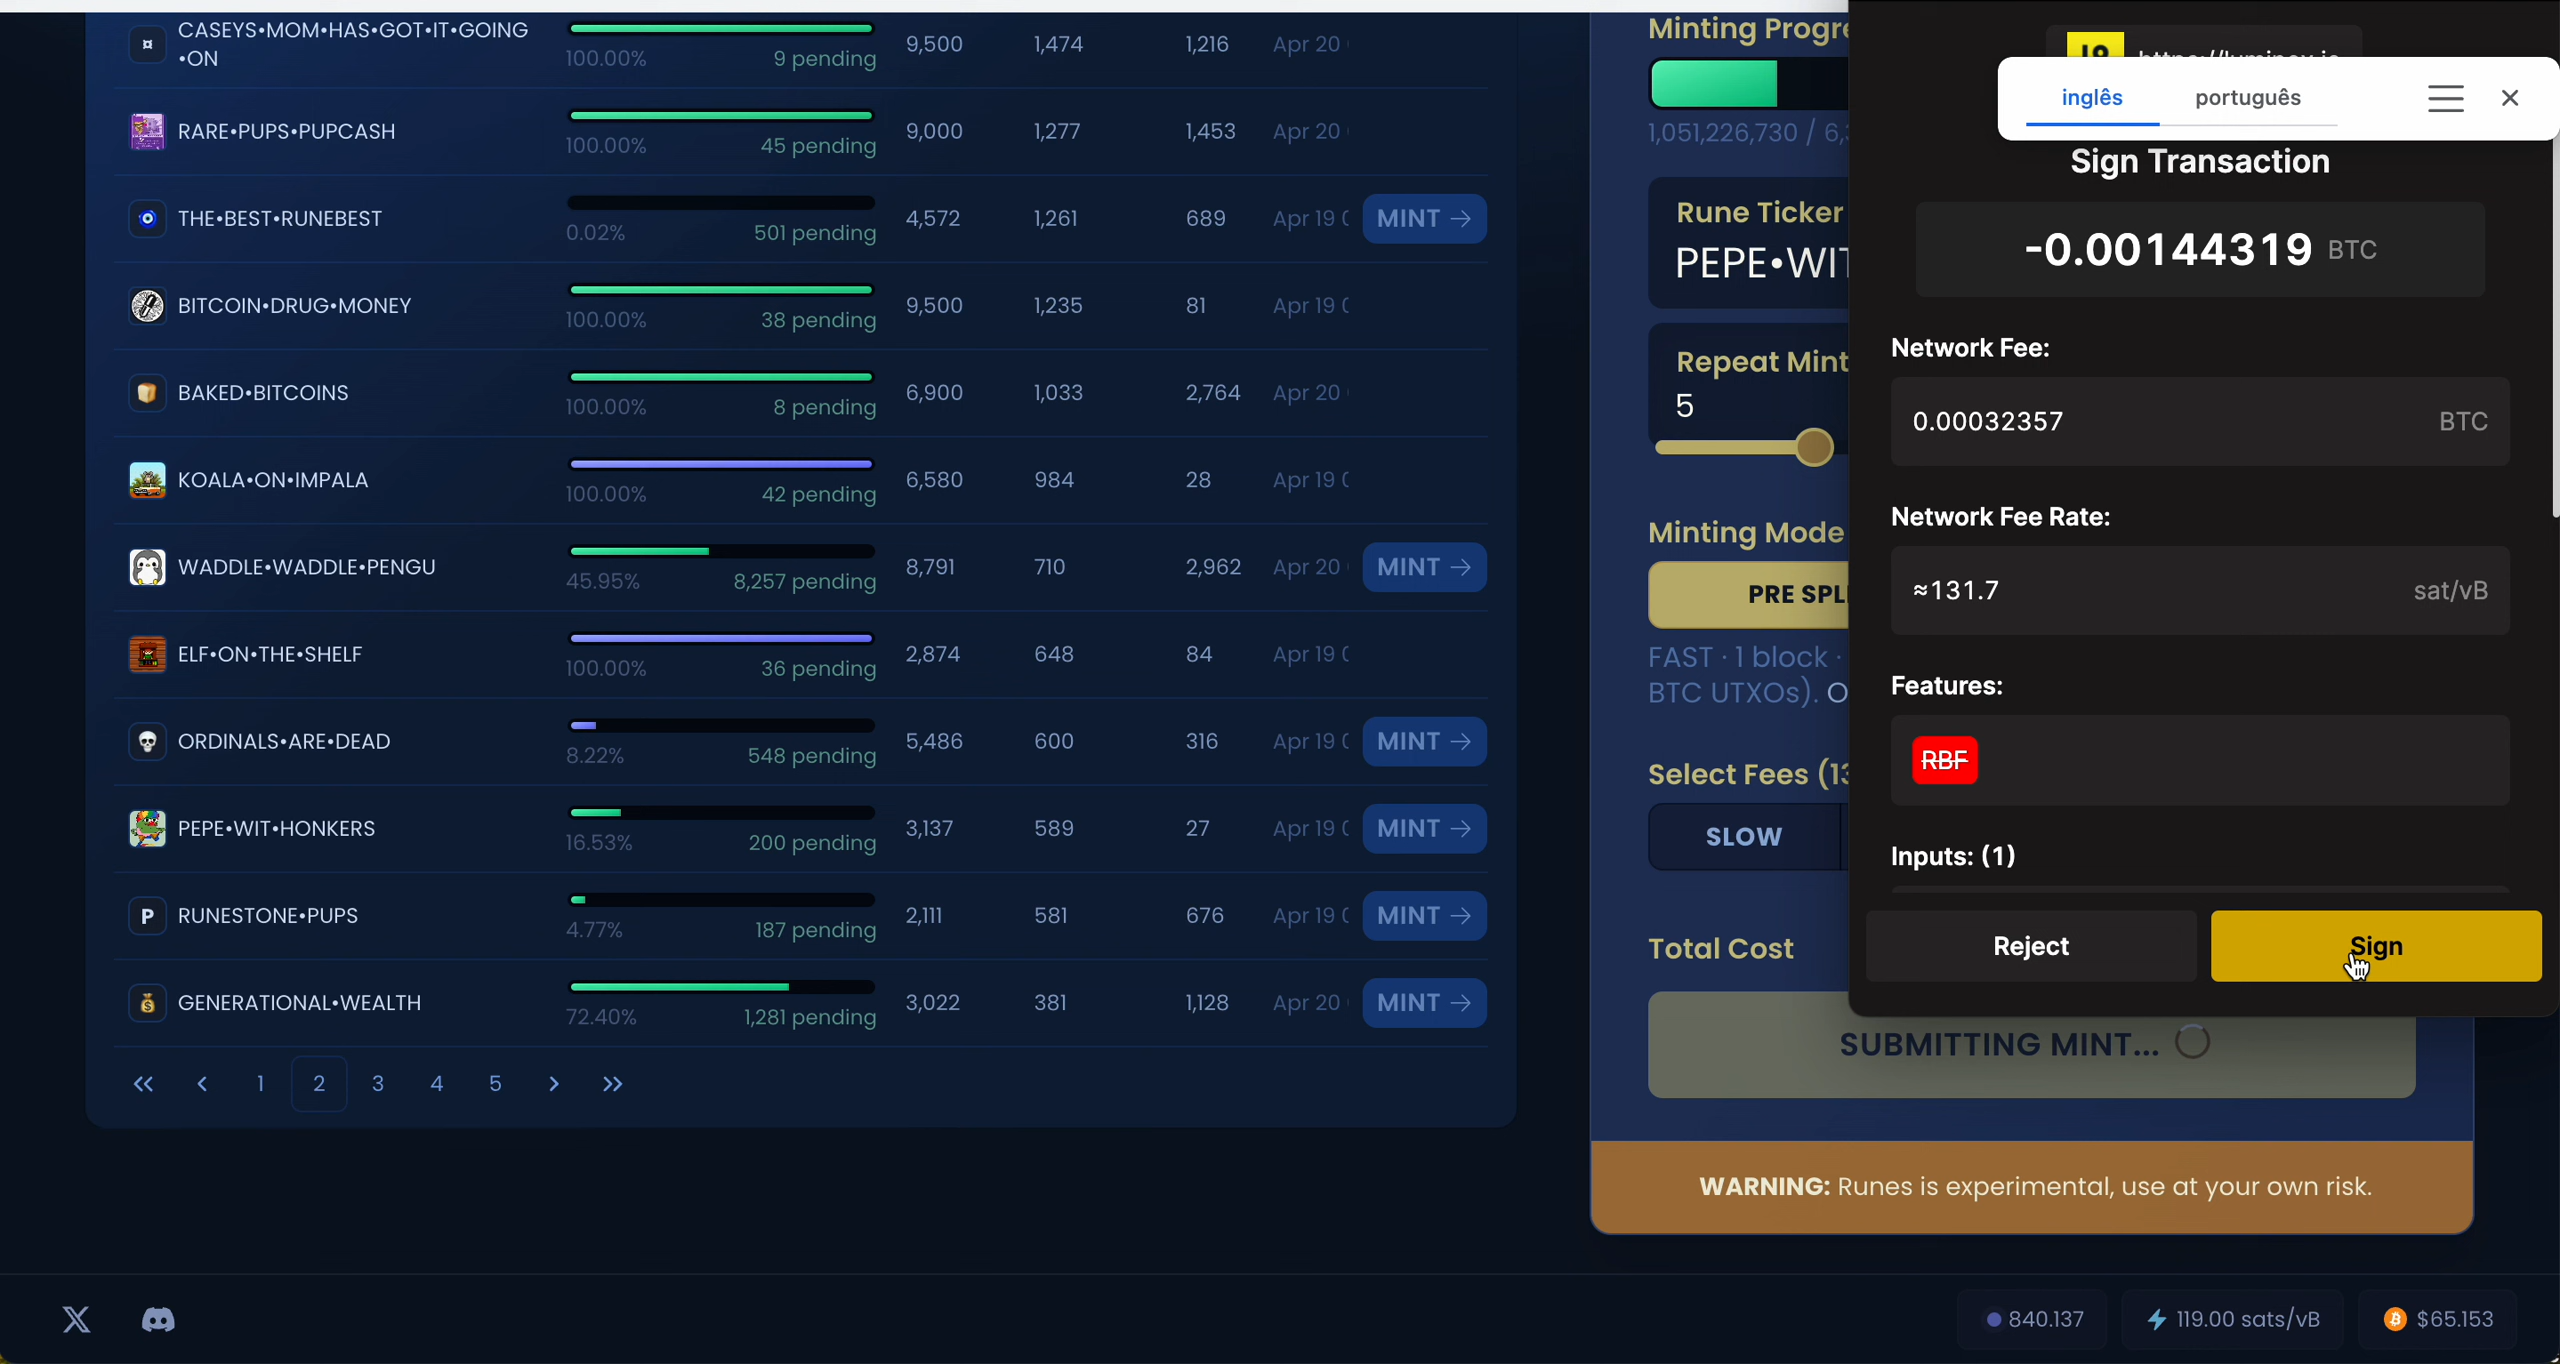 CASEYS•MOM•HAS•GOT•IT•GOING
•ON
100.00% 9 pending 9,500 1,474 1,216 Apr 20
RARE•PUPS•PUPCASH 100.00% 45 pending 9,000 1,277 1,453 Apr 20
THE•BEST•RUNEBEST 0.02% 501 pending 4,572 1,261 689 Apr 19 MINT →
BITCOIN•DRUG•MONEY 100.00% 38 pending 9,500 1,235 81 Apr 19
BAKED•BITCOINS 100.00% 8 pending 6,900 1,033 2,764 Apr 20
KOALA•ON•IMPALA 100.00% 42 pending 6,580 984 28 Apr 19
WADDLE•WADDLE•PENGU 45.95% 8,257 pending 8,791 710 2,962 Apr 20 MINT →
ELF•ON•THE•SHELF 100.00% 36 pending 2,874 648 84 Apr 19
ORDINALS•ARE•DEAD 8.22% 548 pending 5,486 600 316 Apr 19 MINT →
PEPE•WIT•HONKERS 16.53% 200 pending 3,137 589 27 Apr 19 MINT →
P RUNESTONE•PUPS 4.77% 187 pending 2,111 581 676 Apr 19 MINT →
GENERATIONAL•WEALTH 72.40% 1,281 pending 3,022 381 1,128 Apr 20 MINT →
« ‹ 1 2 3 4 5 › »
Minting Progre
1,051,226,730 / 6,
Rune Ticker
PEPE•WIT
Repeat Mint
5
Minting Mode
PRE SPLI
FAST · 1 block ·
BTC UTXOs). O
Select Fees (13
SLOW
Total Cost
SUBMITTING MINT...
WARNING: Runes is experimental, use at your own risk.
inglês português
Sign Transaction
-0.00144319 BTC
Network Fee:
0.00032357 BTC
Network Fee Rate:
≈131.7 sat/vB
Features:
RBF
Inputs: (1)
Reject Sign
840.137 119.00 sats/vB $65.153